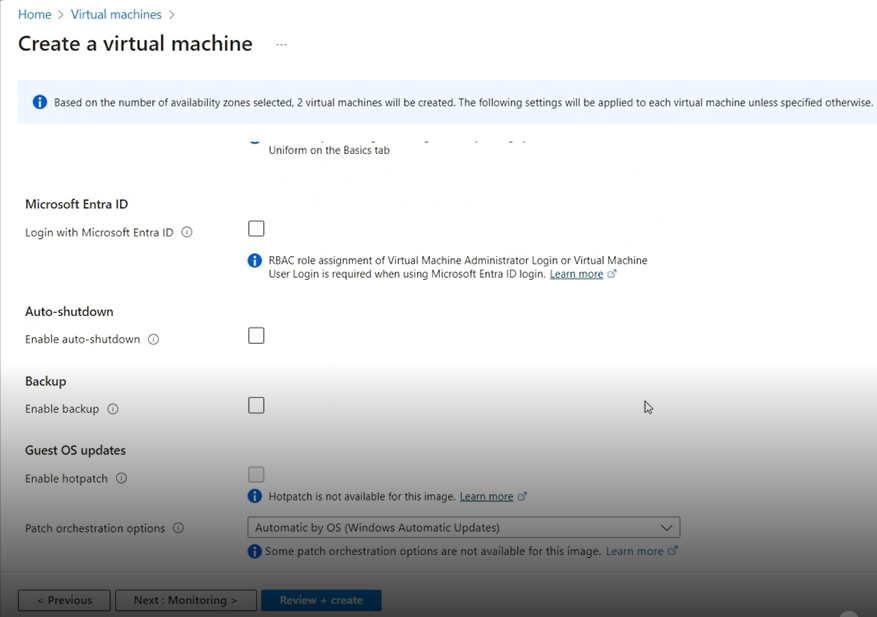 Home > Virtual machines >
Create a virtual machine ...
Based on the number of availability zones selected, 2 virtual machines will be created. The following settings will be applied to each virtual machine unless specified otherwise.
Uniform on the Basics tab
Microsoft Entra ID
Login with Microsoft Entra ID
RBAC role assignment of Virtual Machine Administrator Login or Virtual Machine
User Login is required when using Microsoft Entra ID login. Learn more
Auto-shutdown
Enable auto-shutdown
Backup
Enable backup
Guest OS updates
Enable hotpatch
Hotpatch is not available for this image. Learn more
Patch orchestration options
Automatic by OS (Windows Automatic Updates)
Some patch orchestration options are not available for this image. Learn more
< Previous
Next : Monitoring >
Review + create